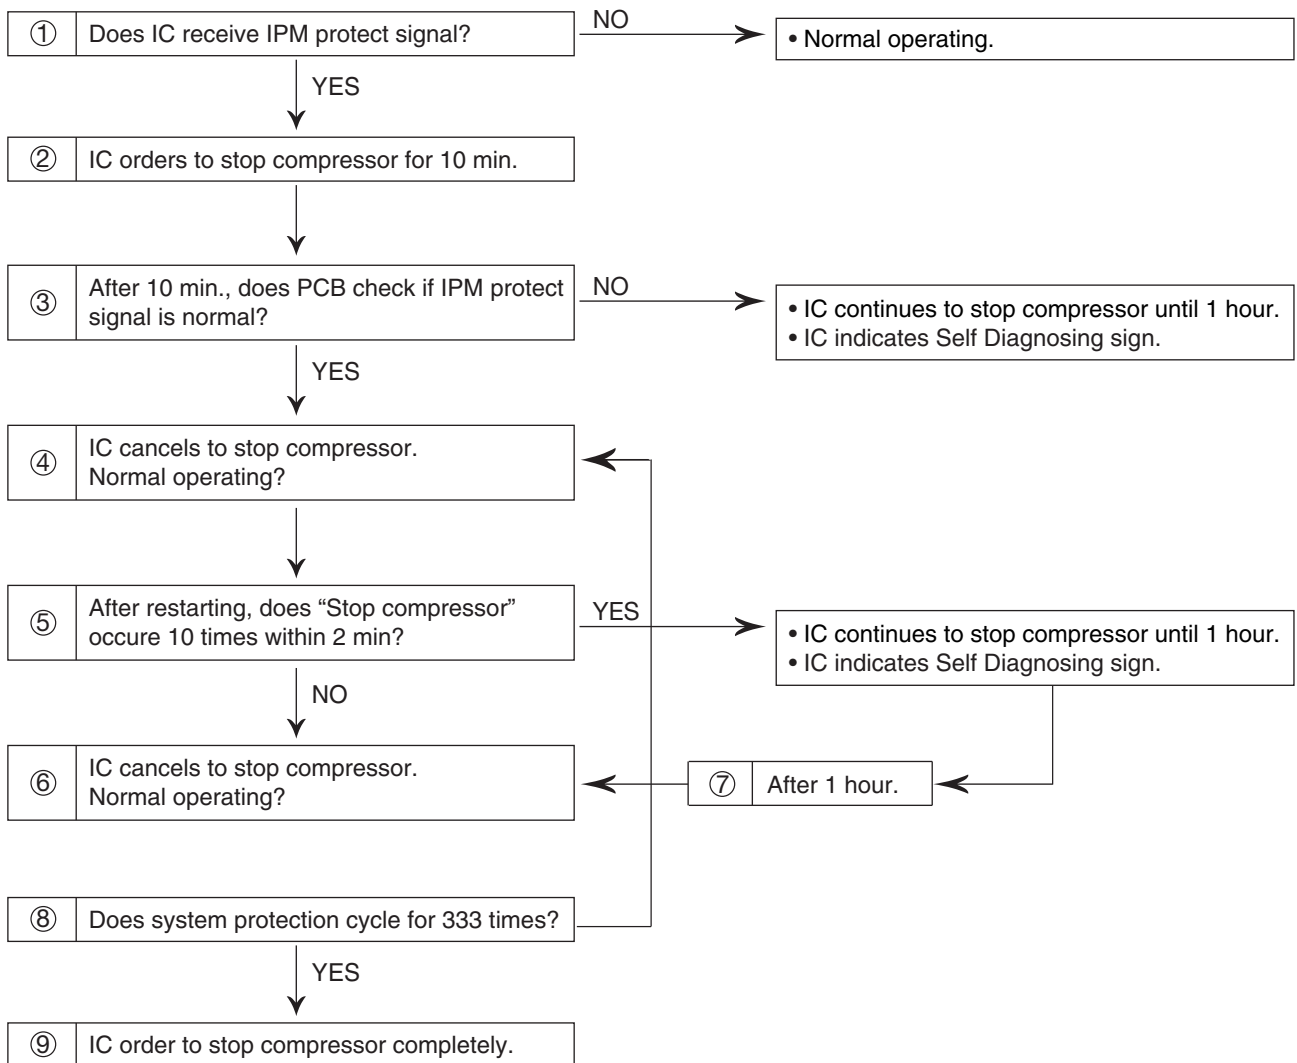 ① Does IC receive IPM protect signal?
NO
• Normal operating.
YES
② IC orders to stop compressor for 10 min.
③ After 10 min., does PCB check if IPM protect
signal is normal?
NO
• IC continues to stop compressor until 1 hour.
• IC indicates Self Diagnosing sign.
YES
④ IC cancels to stop compressor.
Normal operating?
⑤ After restarting, does “Stop compressor”
occure 10 times within 2 min?
YES
• IC continues to stop compressor until 1 hour.
• IC indicates Self Diagnosing sign.
NO
⑥ IC cancels to stop compressor.
Normal operating?
⑦ After 1 hour.
⑧ Does system protection cycle for 333 times?
YES
⑨ IC order to stop compressor completely.